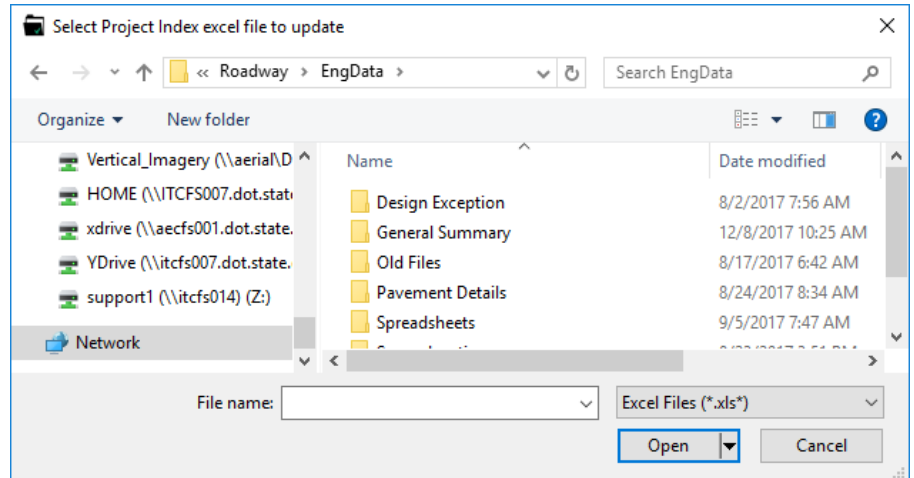 Select Project Index excel file to update
« Roadway > EngData >
Search EngData
Organize
New folder
?
Name
Date modified
Vertical_Imagery (\\aerial\D
HOME (\\ITCFS007.dot.stat
xdrive (\\aecfs001.dot.state.
YDrive (\\itcfs007.dot.state.
support1 (\\itcfs014) (Z:)
Network
Design Exception 8/2/2017 7:56 AM
General Summary 12/8/2017 10:25 AM
Old Files 8/17/2017 6:42 AM
Pavement Details 8/24/2017 8:34 AM
Spreadsheets 9/5/2017 7:47 AM
File name:
Excel Files (*.xls*)
Open
Cancel